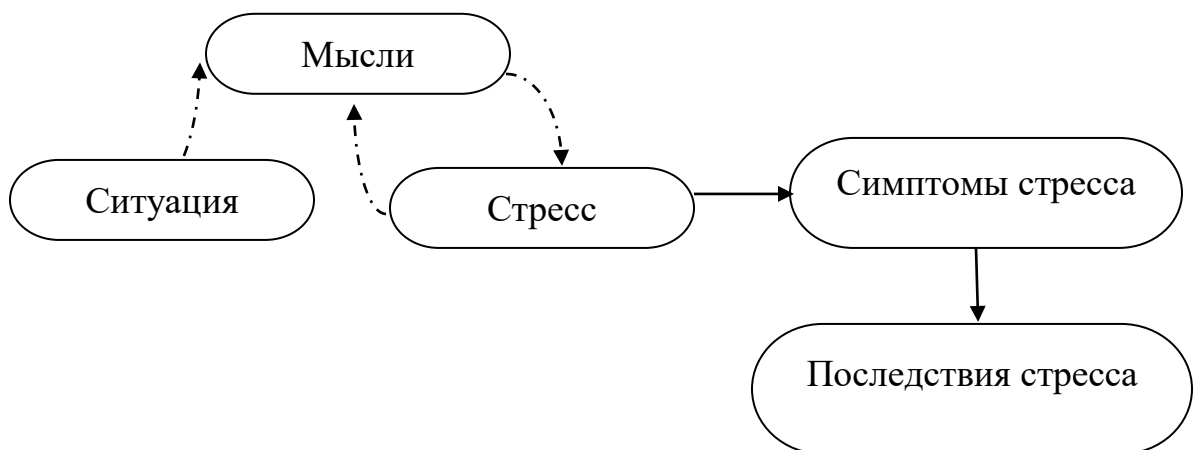 Мысли
Ситуация
Стресс
Симптомы стресса
Последствия стресса